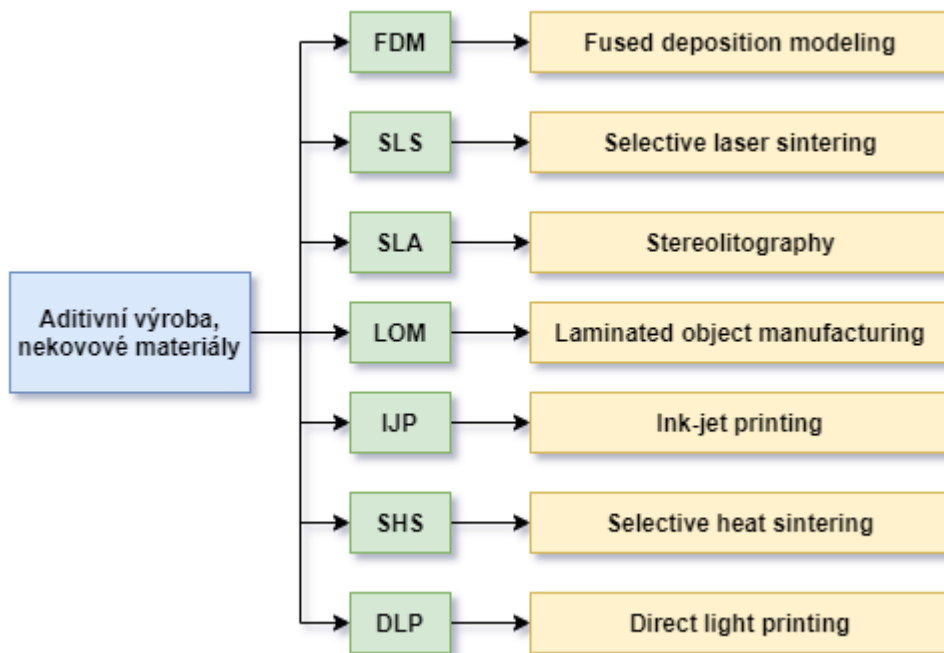 FDM
Fused deposition modeling
SLS
Selective laser sintering
SLA
Stereolitography
Aditivní výroba,
nekovové materiály
LOM
Laminated object manufacturing
IJP
Ink-jet printing
SHS
Selective heat sintering
DLP
Direct light printing